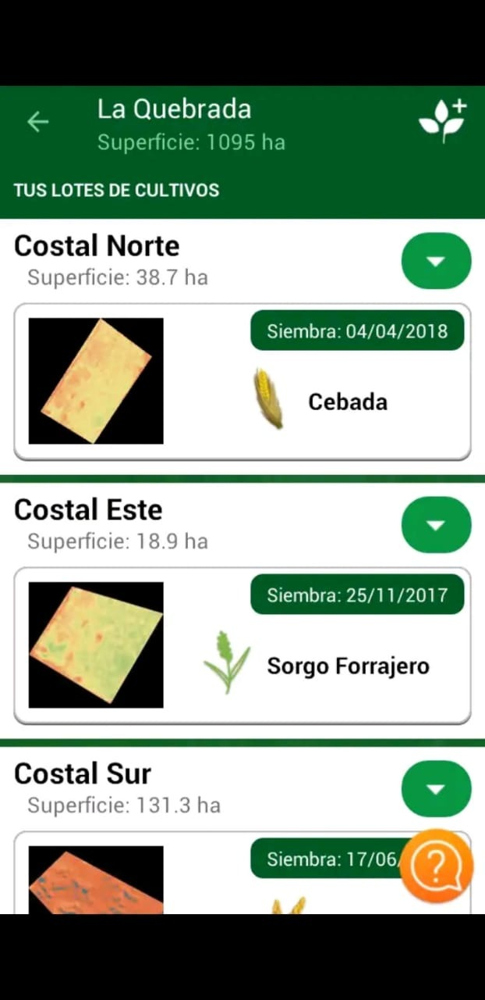 La Quebrada
Superficie: 1095 ha
TUS LOTES DE CULTIVOS
Costal Norte
Superficie: 38.7 ha
Siembra: 04/04/2018
Cebada
Costal Este
Superficie: 18.9 ha
Siembra: 25/11/2017
Sorgo Forrajero
Costal Sur
Superficie: 131.3 ha
Siembra: 17/06/